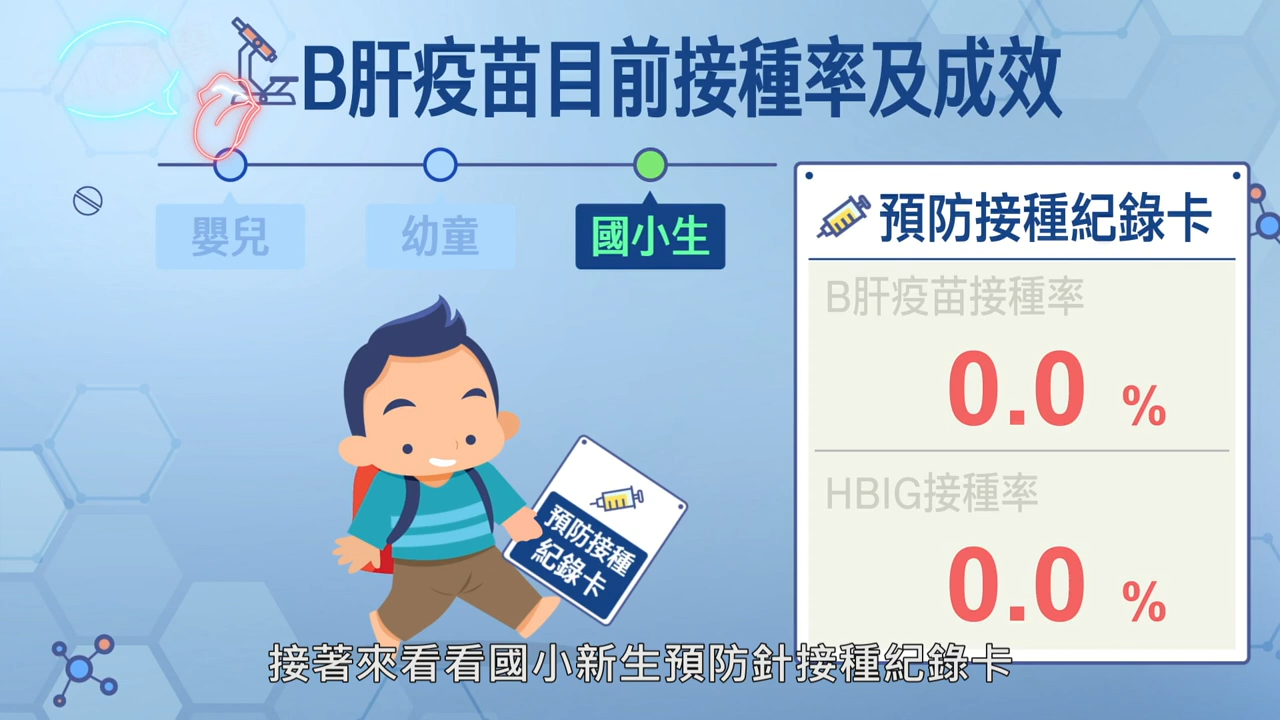 B肝疫苗目前接種率及成效
嬰兒
幼童
國小生
預防接種紀錄卡
B肝疫苗接種率
0.0 %
HBIG接種率
0.0 %
預防接種
紀錄卡
接著來看看國小新生預防針接種紀錄卡